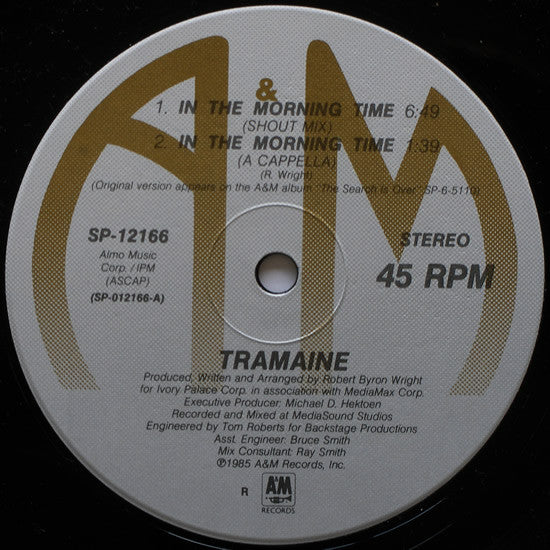 A&M
1. IN THE MORNING TIME 6:49
(SHOUT MIX)
2. IN THE MORNING TIME 1:39
(A CAPPELLA)
(R. Wright)
(Original version appears on the A&M album "The Search Is Over" SP-6-5110)
SP-12166
Almo Music
Corp. / IPM
(ASCAP)
(SP-012166-A)
STEREO
45 RPM
TRAMAINE
Produced, Written and Arranged by Robert Byron Wright
for Ivory Palace Corp. in association with MediaMax Corp.
Executive Producer: Michael D. Hektoen
Recorded and Mixed at MediaSound Studios
Engineered by Tom Roberts for Backstage Productions
Asst. Engineer: Bruce Smith
Mix Consultant: Ray Smith
℗1985 A&M Records, Inc.
R
A&M
RECORDS